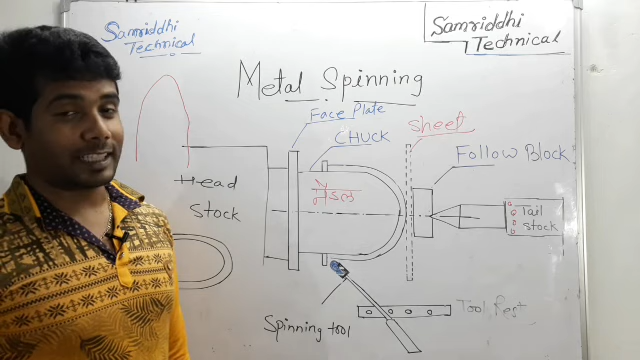 Samriddhi
Technical
Samriddhi
Technical
Metal Spinning
Face Plate
CHUCK
Sheet
Follow Block
Head
Stock
Tail
stock
Spinning tool
Tool Rest